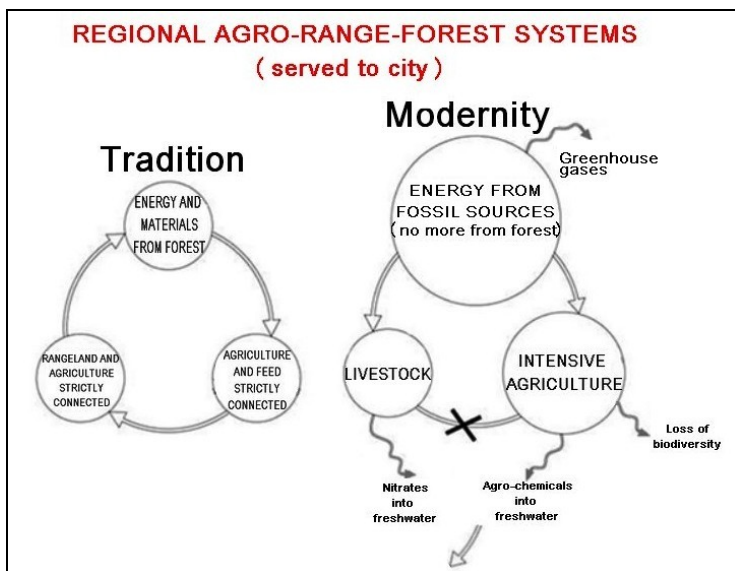 REGIONAL AGRO-RANGE-FOREST SYSTEMS
( served to city )
Tradition
ENERGY AND
MATERIALS
FROM FOREST
RANGELAND AND
AGRICULTURE
STRICTLY
CONNECTED
AGRICULTURE
AND FEED
STRICTLY
CONNECTED
Modernity
Greenhouse
gases
ENERGY FROM
FOSSIL SOURCES
( no more from forest)
LIVESTOCK
INTENSIVE
AGRICULTURE
Loss of
biodiversity
Nitrates
into
freshwater
Agro-chemicals
into
freshwater